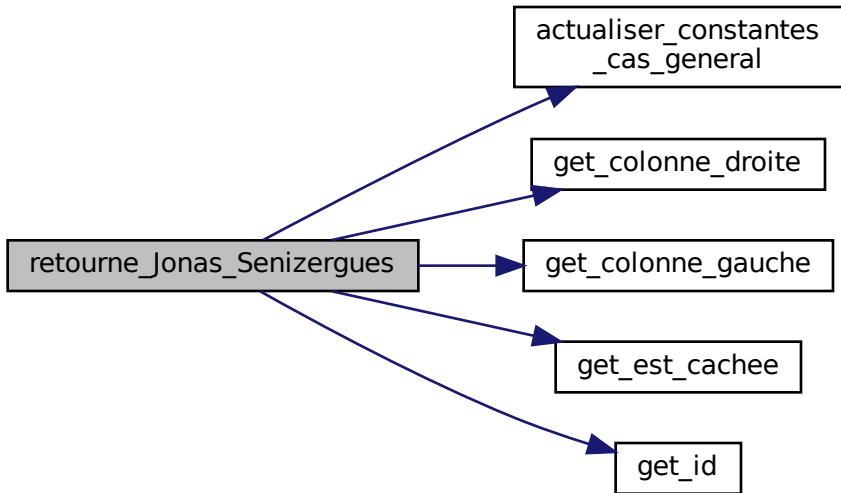 actualiser_constantes
_cas_general
get_colonne_droite
retourne_Jonas_Senizergues
get_colonne_gauche
get_est_cachee
get_id